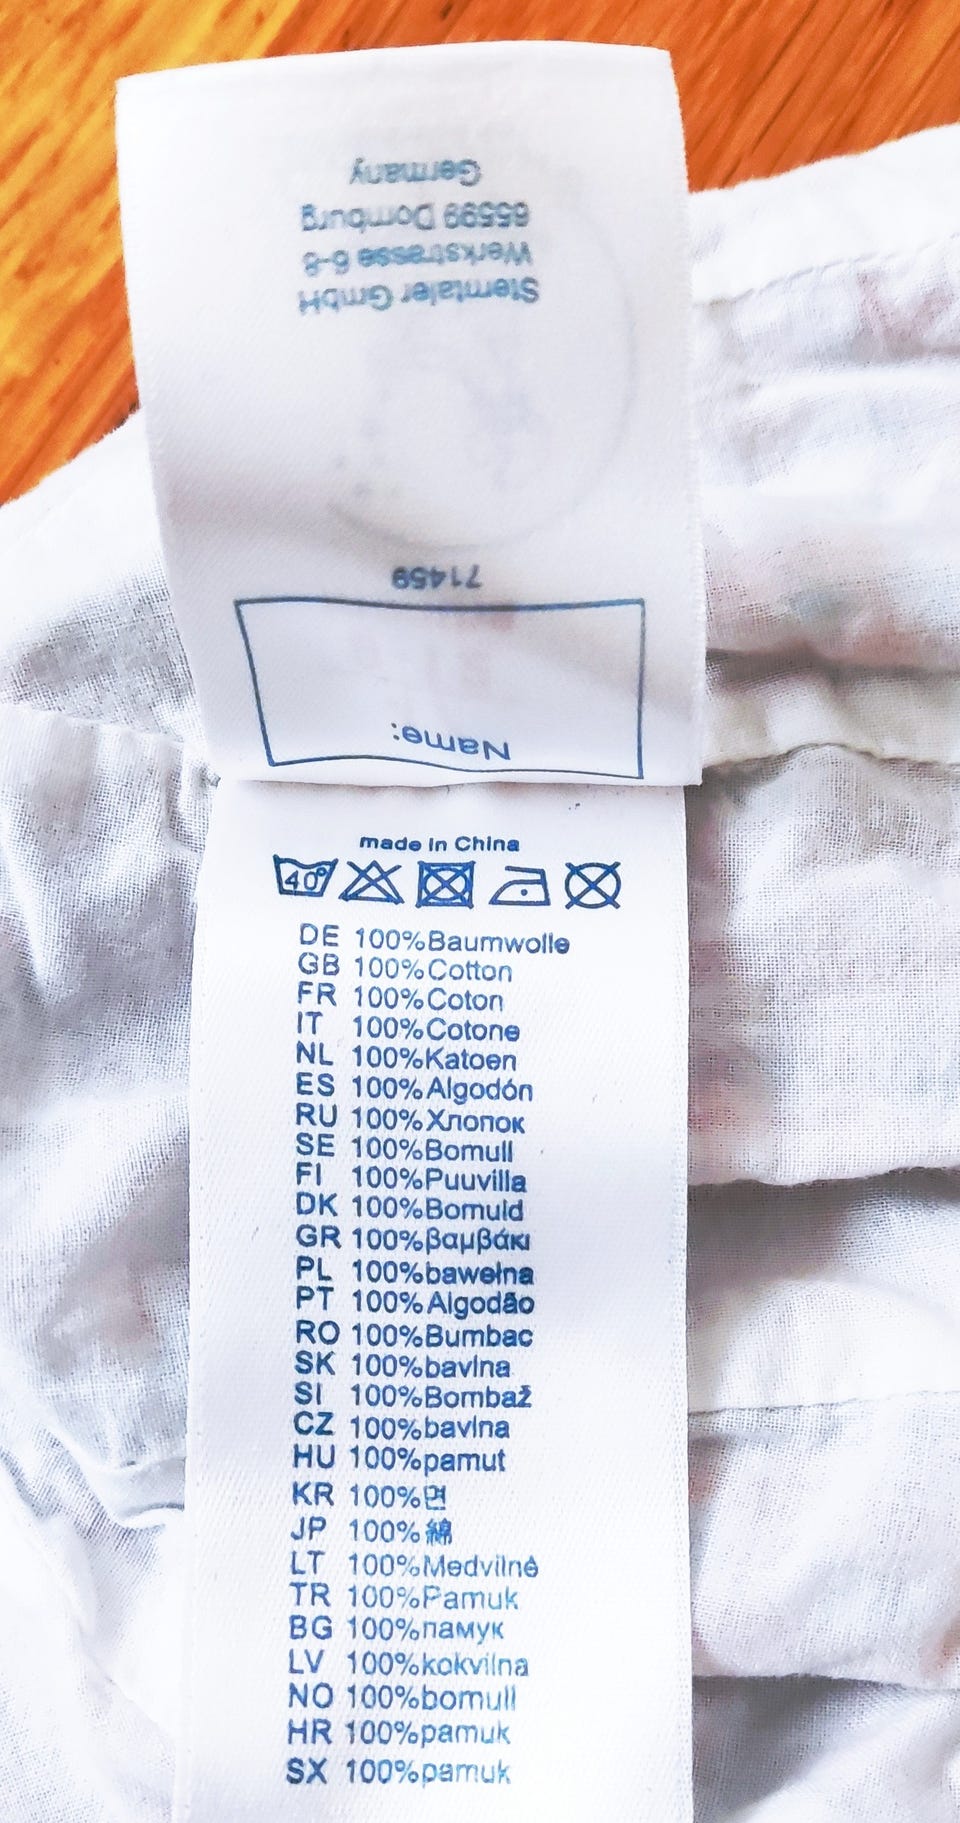 Sterntaler GmbH
Werkstrasse 6-8
65599 Dornburg
Germany
71459
Name:
made in China
40°
DE 100%Baumwolle
GB 100%Cotton
FR 100%Coton
IT 100%Cotone
NL 100%Katoen
ES 100%Algodón
RU 100%Хлопок
SE 100%Bomull
FI 100%Puuvilla
DK 100%Bomuld
GR 100%βαμβάκι
PL 100%bawełna
PT 100%Algodão
RO 100%Bumbac
SK 100%bavlna
SI 100%Bombaž
CZ 100%bavlna
HU 100%pamut
KR 100%면
JP 100%綿
LT 100%Medvilnė
TR 100%Pamuk
BG 100%памук
LV 100%kokvilna
NO 100%bomull
HR 100%pamuk
SX 100%pamuk